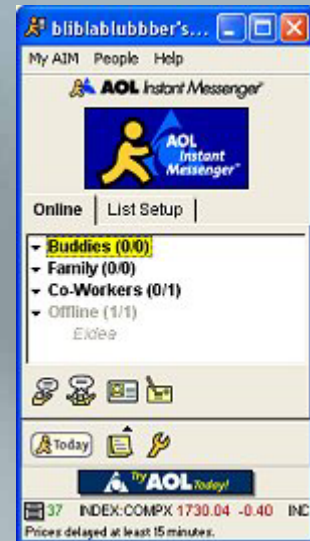 bliblablubbber's...
My AIM People Help
AOL Instant Messenger
AOL
Instant
Messenger
Online List Setup
Buddies (0/0)
Family (0/0)
Co-Workers (0/1)
Offline (1/1)
Eldea
Today
Try AOL Today!
37 INDEX:COMPX 1730.04 -0.40 INC
Prices delayed at least 15 minutes.